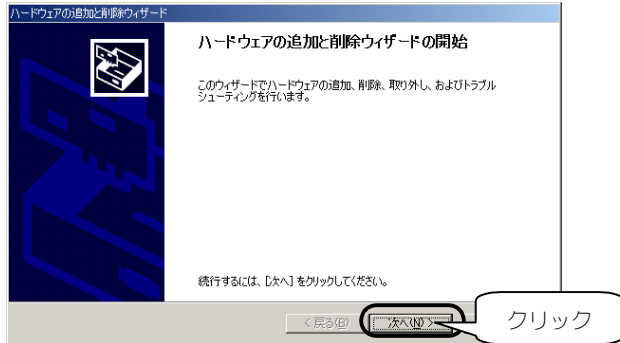 ハードウェアの追加と削除ウィザード
ハードウェアの追加と削除ウィザードの開始
このウィザードでハードウェアの追加、削除、取り外し、およびトラブル
シューティングを行います。
続行するには、[次へ] をクリックしてください。
< 戻る(B)
次へ(N) >
クリック